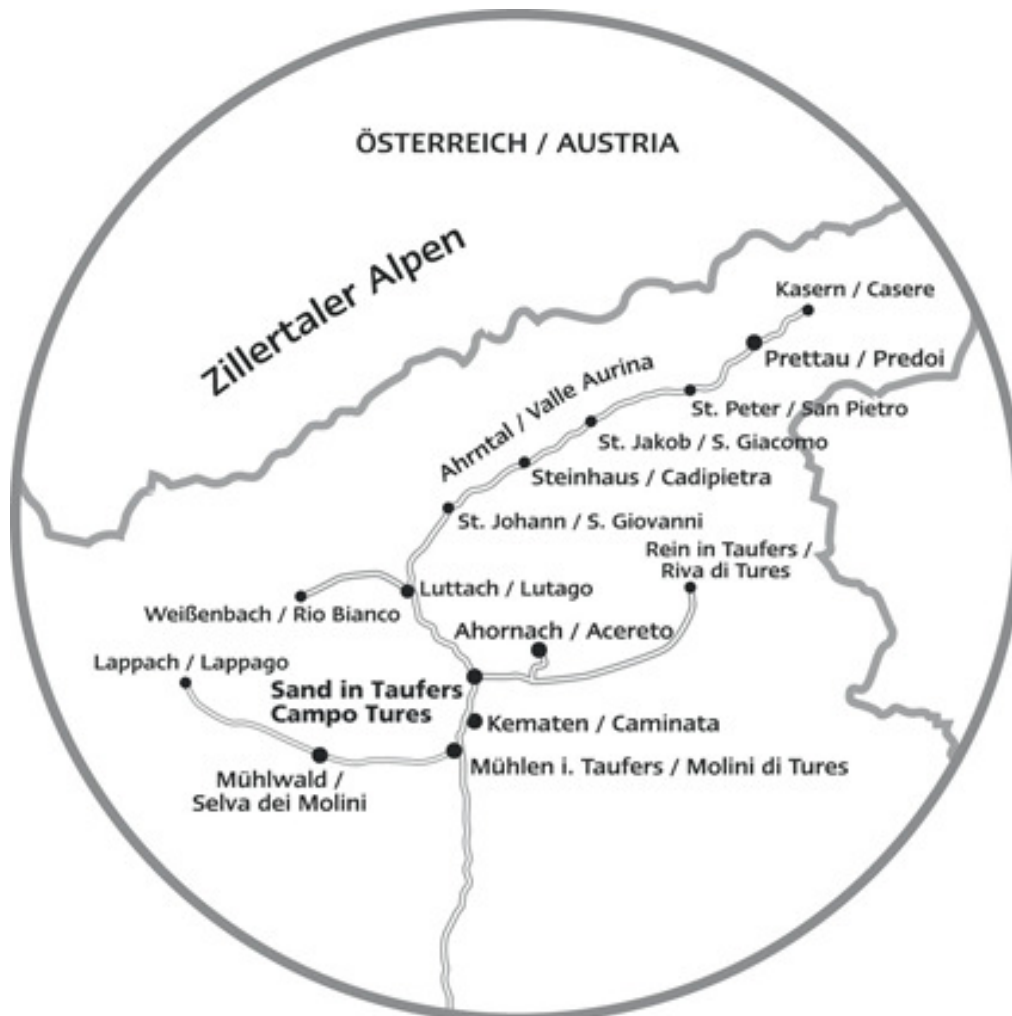 ÖSTERREICH / AUSTRIA
Zillertaler Alpen
Kasern / Casere
Prettau / Predoi
Ahrntal / Valle Aurina
St. Peter / San Pietro
St. Jakob / S. Giacomo
Steinhaus / Cadipietra
St. Johann / S. Giovanni
Rein in Taufers /
Riva di Tures
Luttach / Lutago
Weißenbach / Rio Bianco
Ahornach / Acereto
Lappach / Lappago
Sand in Taufers
Campo Tures
Kematen / Caminata
Mühlen i. Taufers / Molini di Tures
Mühlwald /
Selva dei Molini